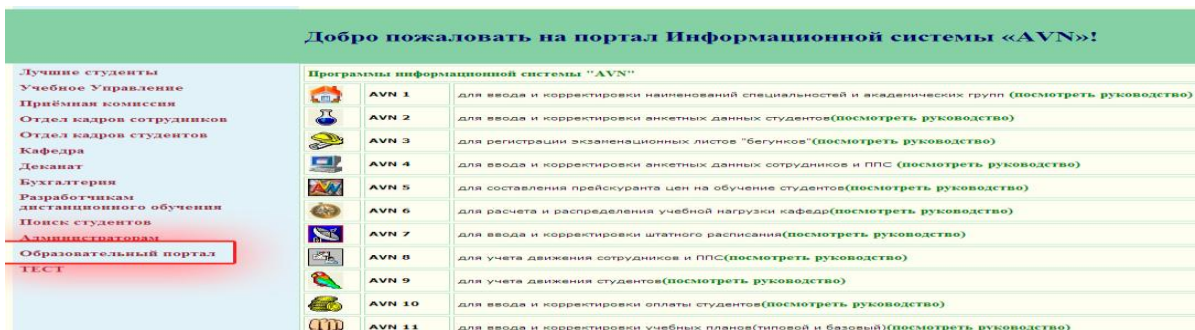 Добро пожаловать на портал Информационной системы «AVN»!
Лучшие студенты
Учебное Управление
Приёмная комиссия
Отдел кадров сотрудников
Отдел кадров студентов
Кафедра
Деканат
Бухгалтерия
Разработчикам
дистанционного обучения
Поиск студентов
Администраторам
Образовательный портал
ТЕСТ
Программы информационной системы "AVN"
AVN 1 для ввода и корректировки наименований специальностей и академических групп (посмотреть руководство)
AVN 2 для ввода и корректировки анкетных данных студентов(посмотреть руководство)
AVN 3 для регистрации экзаменационных листов "бегунков"(посмотреть руководство)
AVN 4 для ввода и корректировки анкетных данных сотрудников и ППС (посмотреть руководство)
AVN 5 для составления прейскуранта цен на обучение студентов(посмотреть руководство)
AVN 6 для расчета и распределения учебной нагрузки кафедр(посмотреть руководство)
AVN 7 для ввода и корректировки штатного расписания(посмотреть руководство)
AVN 8 для учета движения сотрудников и ППС(посмотреть руководство)
AVN 9 для учета движения студентов(посмотреть руководство)
AVN 10 для ввода и корректировки оплаты студентов(посмотреть руководство)
AVN 11 для ввода и корректировки учебных планов(типовой и базовый)(посмотреть руководство)